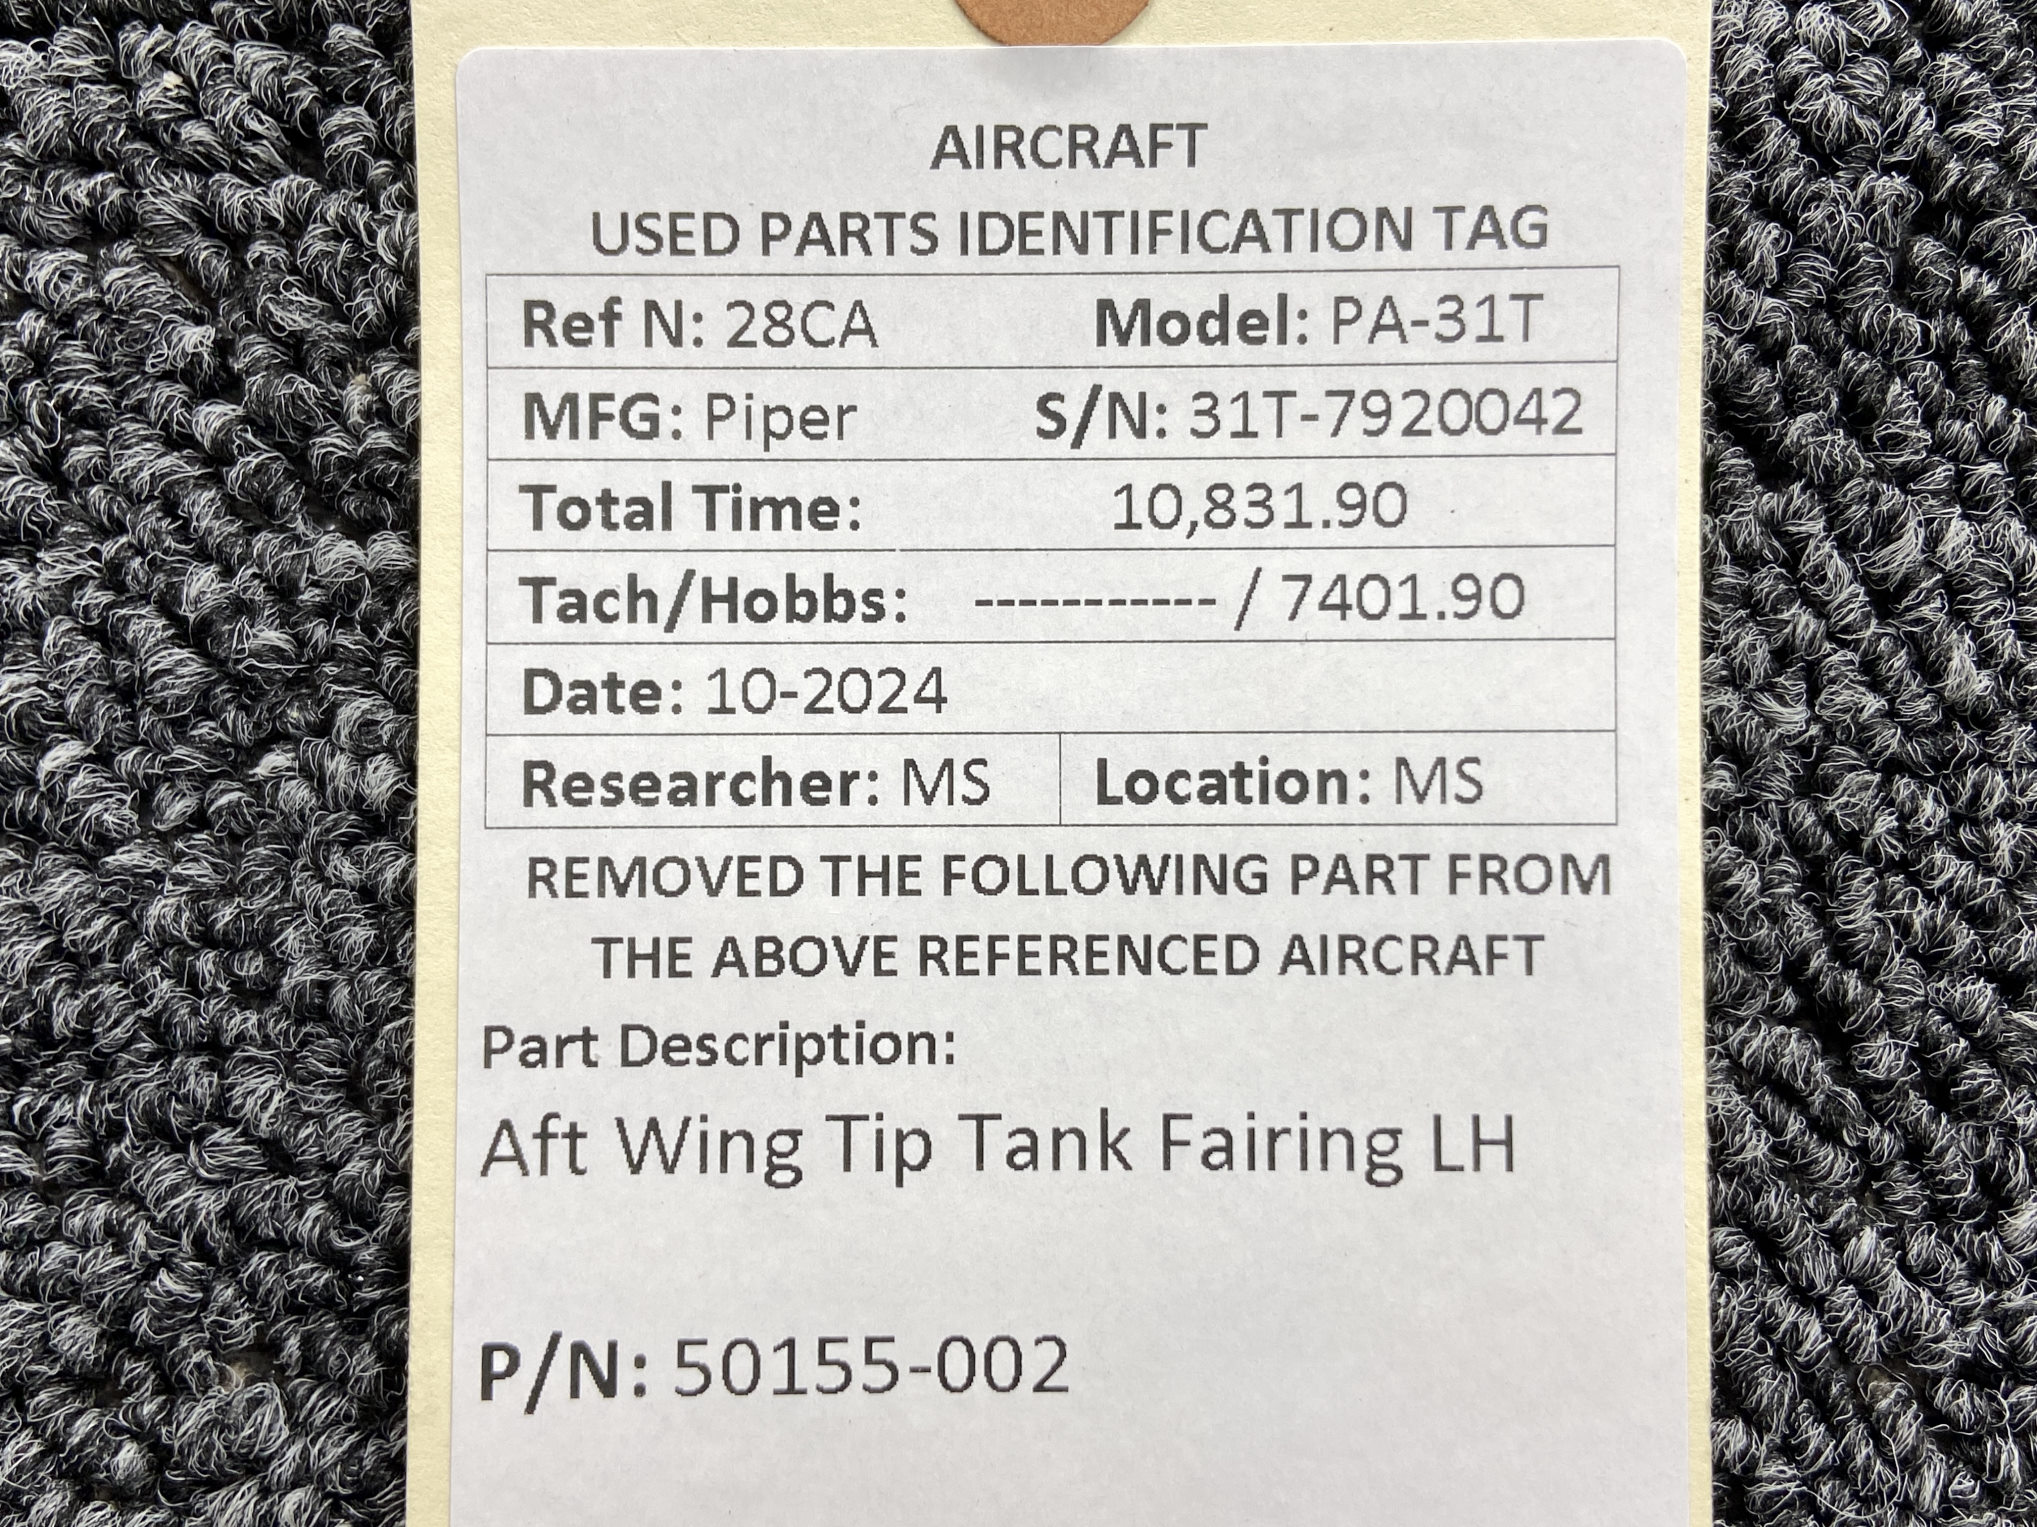 AIRCRAFT
USED PARTS IDENTIFICATION TAG
Ref N: 28CA Model: PA-31T
MFG: Piper S/N: 31T-7920042
Total Time: 10,831.90
Tach/Hobbs: ----------- / 7401.90
Date: 10-2024
Researcher: MS Location: MS
REMOVED THE FOLLOWING PART FROM
THE ABOVE REFERENCED AIRCRAFT
Part Description:
Aft Wing Tip Tank Fairing LH
P/N: 50155-002